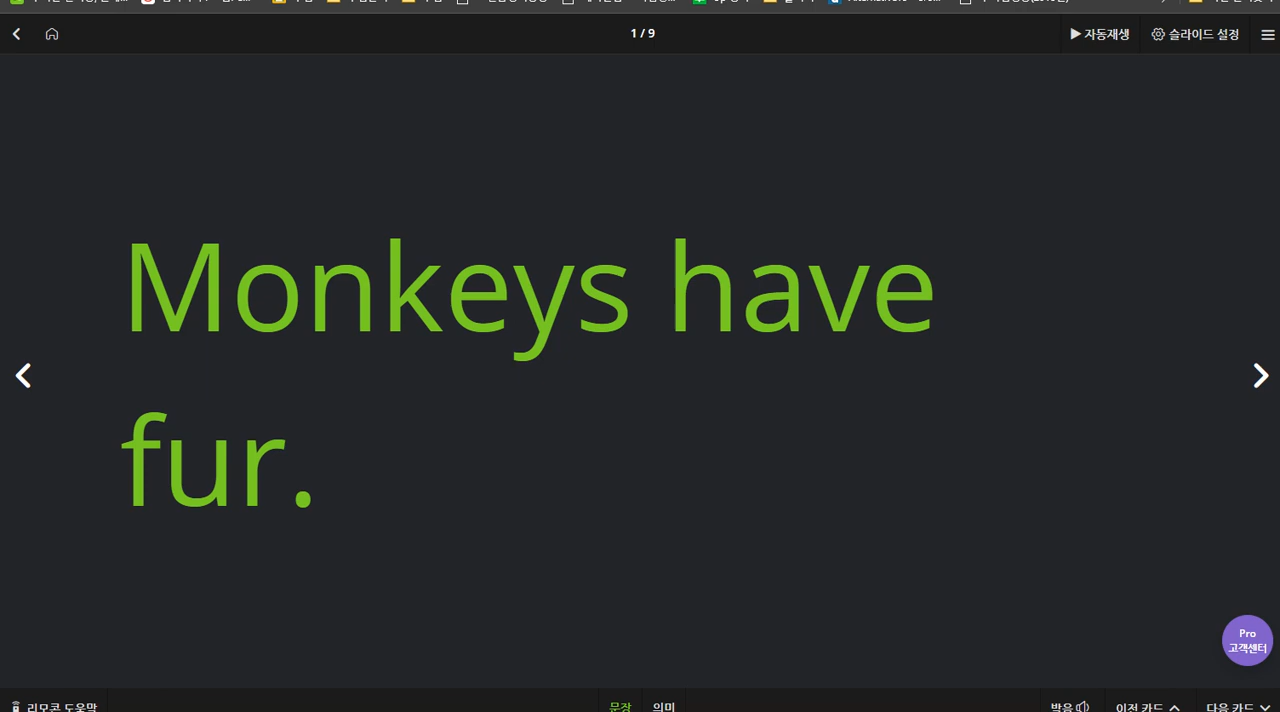 1 / 9
자동재생
슬라이드 설정
Monkeys have
fur.
Pro
고객센터
리모콘 도움말
문장
의미
발음
이전 카드
다음 카드